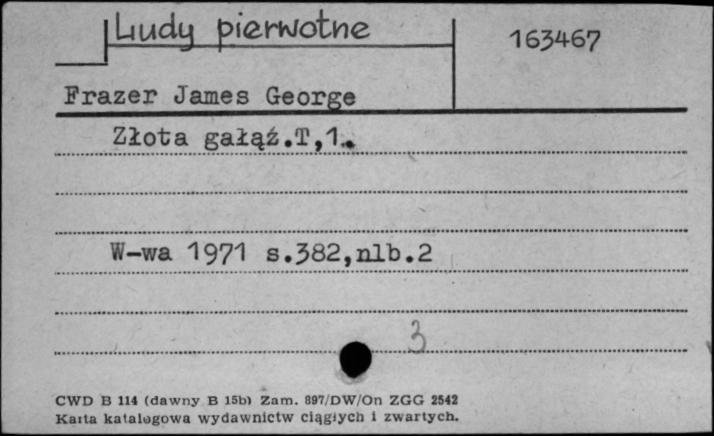 Ludy pierwotne
163467
Frazer James George
Złota gałąź.T,1.
W-wa 1971 s.382,nlb.2
3
CWD B 114 (dawny B 15b) Zam. 897/DW/On ZGG 2542
Karta katalogowa wydawnictw ciągłych i zwartych.